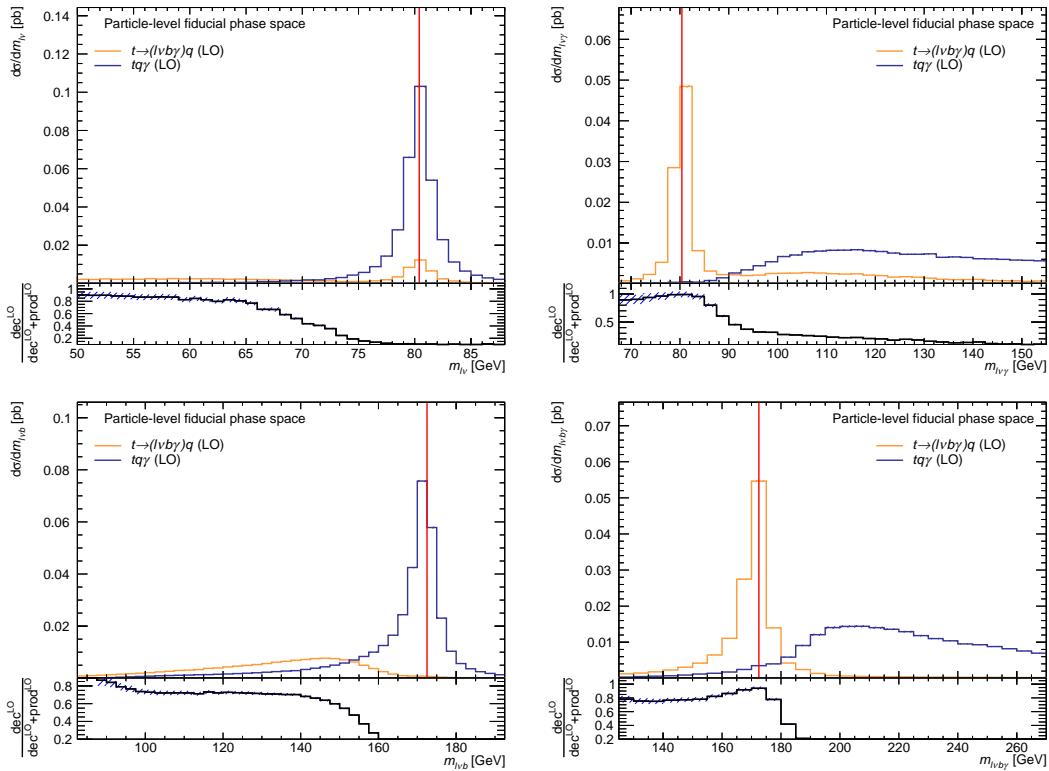 dσ/dm_lν [pb]
0.14
0.12
0.1
0.08
0.06
0.04
0.02
Particle-level fiducial phase space
t→(lνbγ)q (LO)
tqγ (LO)
dec^LO
dec^LO+prod^LO
0.8
0.6
0.4
0.2
50 55 60 65 70 75 80 85
m_lν [GeV]
dσ/dm_lνγ [pb]
0.06
0.05
0.04
0.03
0.02
0.01
Particle-level fiducial phase space
t→(lνbγ)q (LO)
tqγ (LO)
dec^LO
dec^LO+prod^LO
1
0.5
70 80 90 100 110 120 130 140 150
m_lνγ [GeV]
dσ/dm_lνb [pb]
0.1
0.08
0.06
0.04
0.02
Particle-level fiducial phase space
t→(lνbγ)q (LO)
tqγ (LO)
dec^LO
dec^LO+prod^LO
0.8
0.6
0.4
0.2
100 120 140 160 180
m_lνb [GeV]
dσ/dm_lνbγ [pb]
0.07
0.06
0.05
0.04
0.03
0.02
0.01
Particle-level fiducial phase space
t→(lνbγ)q (LO)
tqγ (LO)
dec^LO
dec^LO+prod^LO
1
0.8
0.6
0.4
0.2
140 160 180 200 220 240 260
m_lνbγ [GeV]